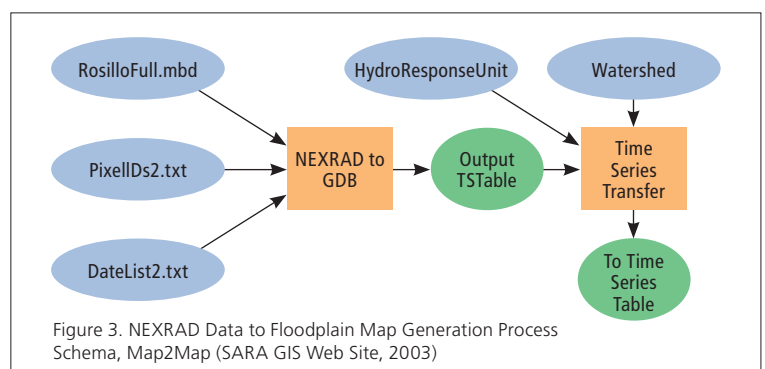 RosilloFull.mbd
HydroResponseUnit
Watershed
PixelIDs2.txt
NEXRAD to
GDB
Output
TSTable
Time
Series
Transfer
DateList2.txt
To Time
Series
Table
Figure 3. NEXRAD Data to Floodplain Map Generation Process
Schema, Map2Map (SARA GIS Web Site, 2003)